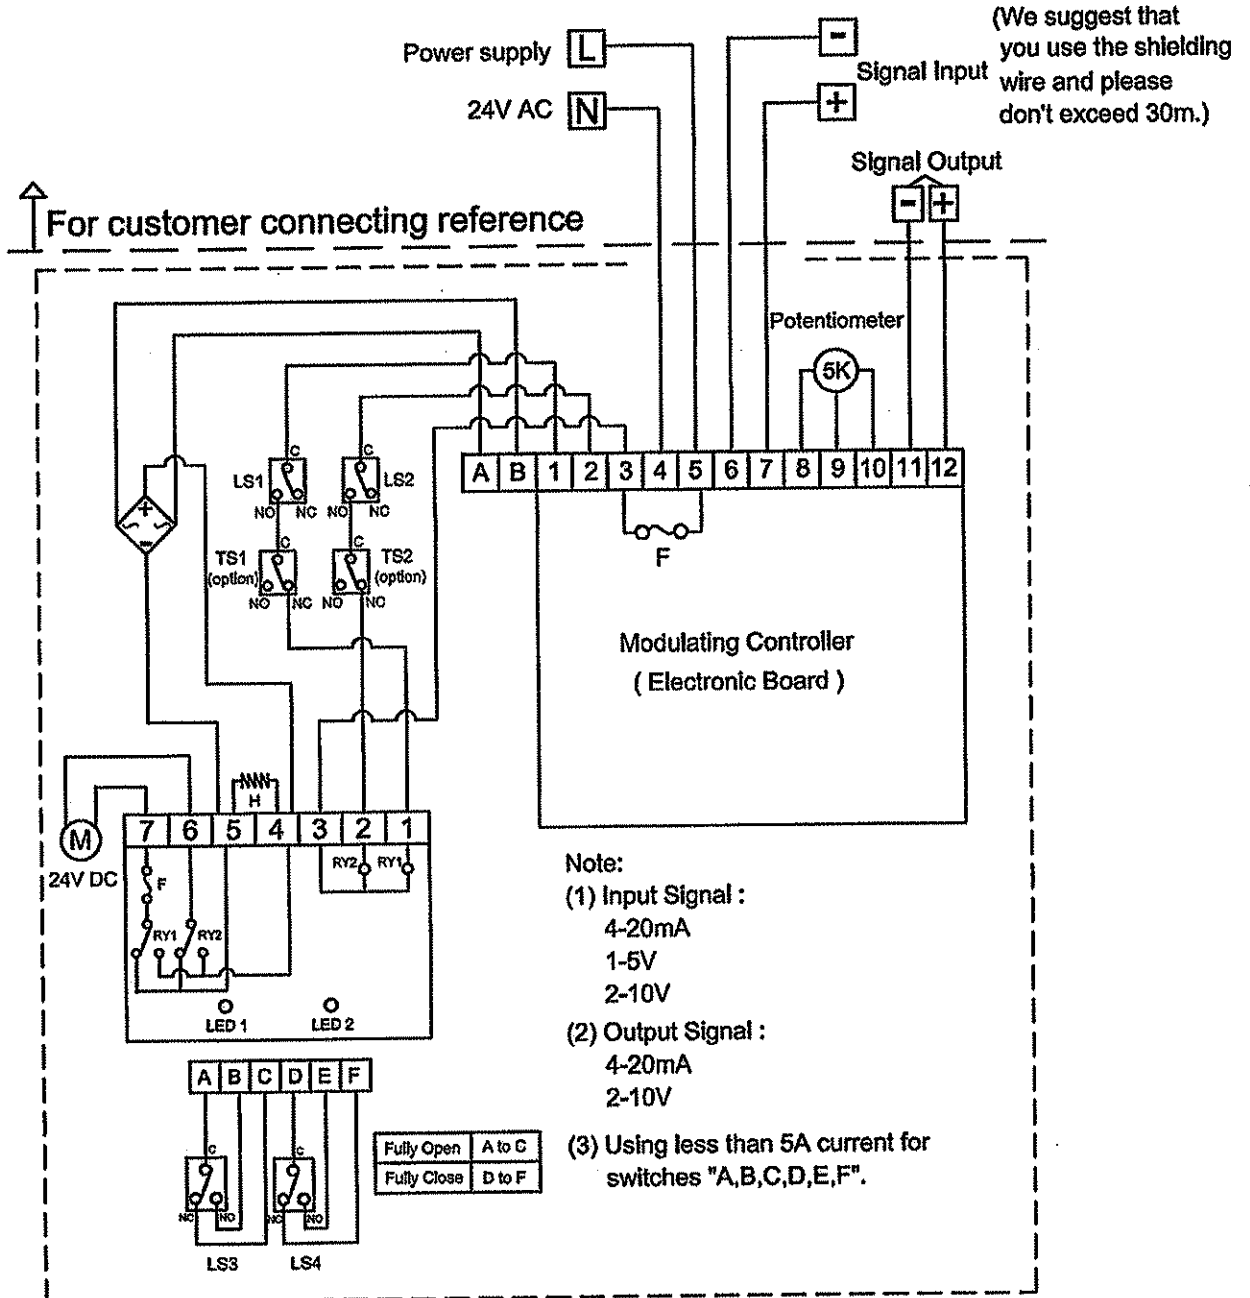 (We suggest that
you use the shielding
wire and please
don't exceed 30m.)
Power supply L
24V AC N
-
Signal Input
+
Signal Output
- +
For customer connecting reference
Potentiometer
5K
A B 1 2 3 4 5 6 7 8 9 10 11 12
F
Modulating Controller
( Electronic Board )
C C
LS1 LS2
NO NC NO NC
C C
TS1 TS2
(option) (option)
NO NC NO NC
+
-
H
M
24V DC
7 6 5 4 3 2 1
F
RY2 RY1
RY1 RY2
LED 1 LED 2
A B C D E F
C C
NC NO NC NO
LS3 LS4
Fully Open A to C
Fully Close D to F
Note:
(1) Input Signal :
4-20mA
1-5V
2-10V
(2) Output Signal :
4-20mA
2-10V
(3) Using less than 5A current for
switches "A,B,C,D,E,F".